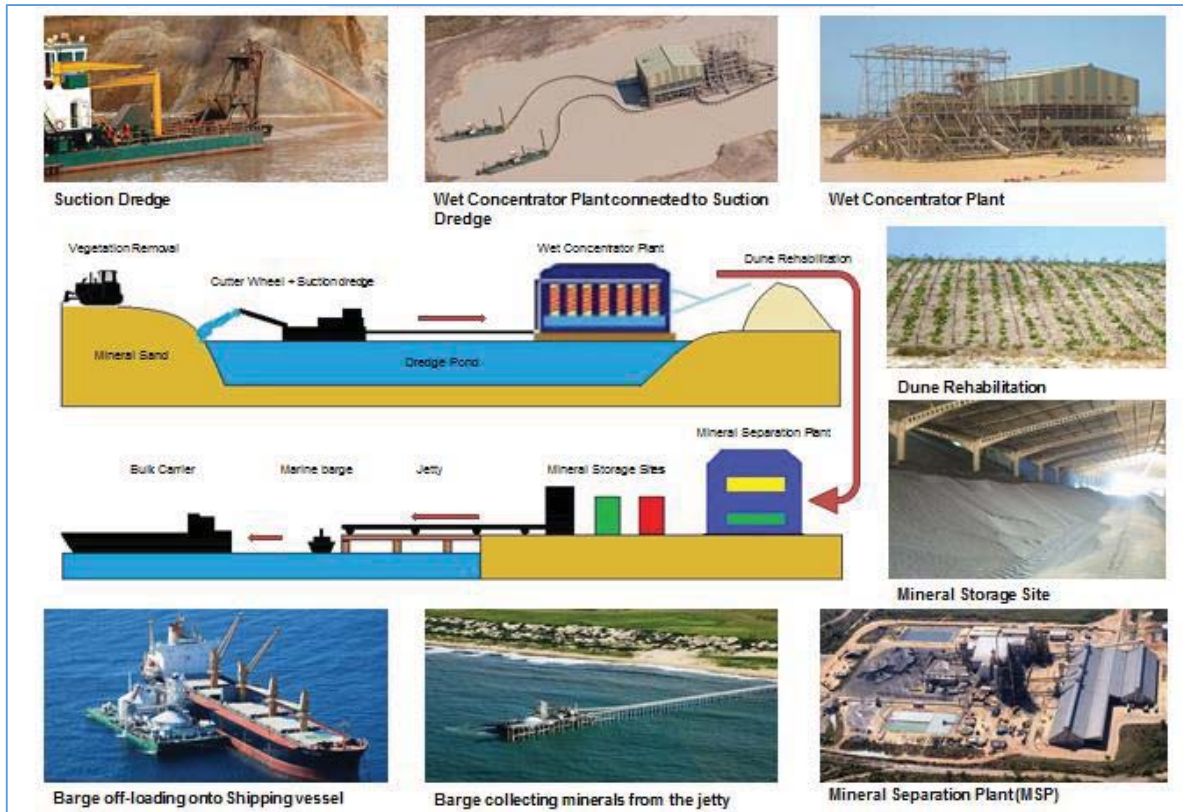 Suction Dredge
Wet Concentrator Plant connected to Suction
Dredge
Wet Concentrator Plant
Vegetation Removal
Cutter Wheel + Suction dredge
Wet Concentrator Plant
Dune Rehabilitation
Mineral Sand
Dredge Pond
Dune Rehabilitation
Bulk Carrier
Marine barge
Jetty
Mineral Storage Sites
Mineral Separation Plant
Mineral Storage Site
Barge off-loading onto Shipping vessel
Barge collecting minerals from the jetty
Mineral Separation Plant (MSP)